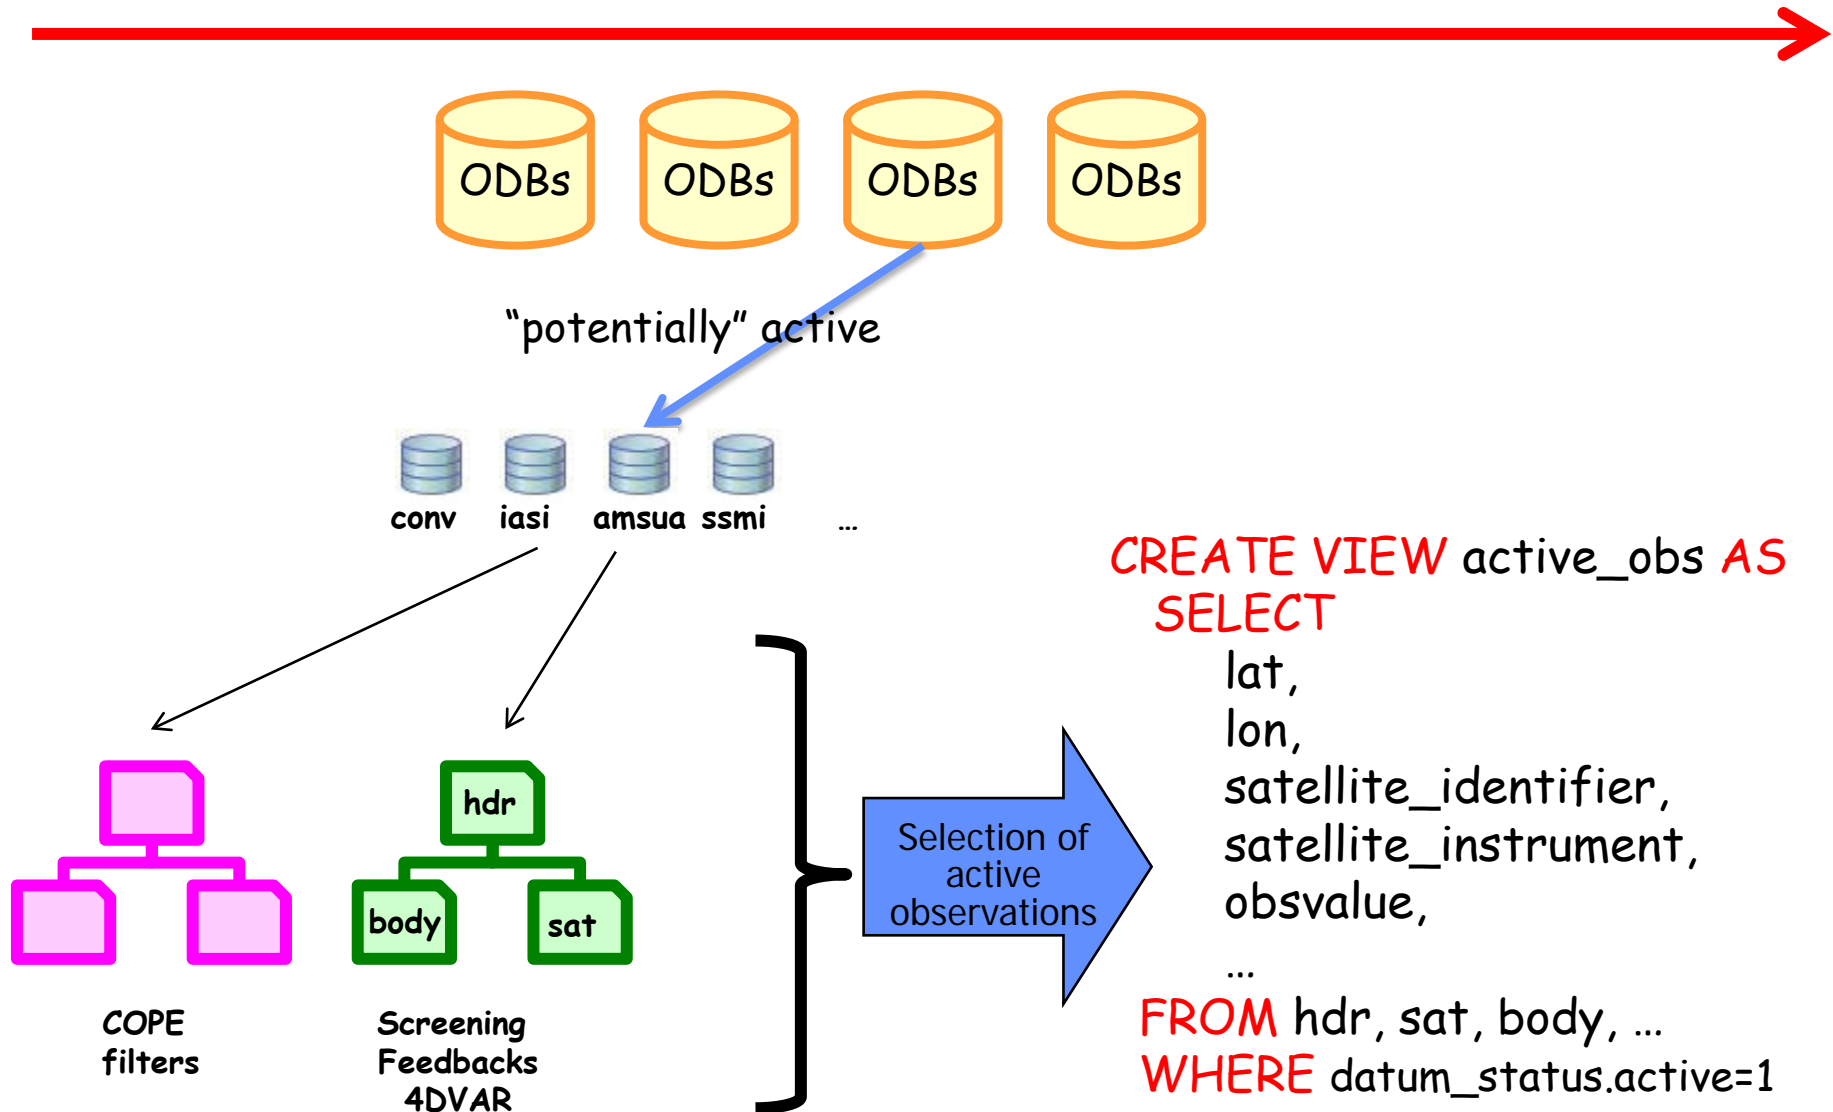 ODBs ODBs ODBs ODBs
“potentially” active
conv iasi amsua ssmi …
hdr
body sat
COPE
filters
Screening
Feedbacks
4DVAR
Selection of
active
observations
CREATE VIEW active_obs AS
SELECT
lat,
lon,
satellite_identifier,
satellite_instrument,
obsvalue,
…
FROM hdr, sat, body, …
WHERE datum_status.active=1